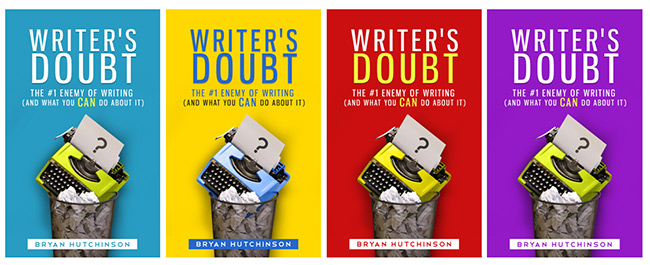 WRITER'S
DOUBT
THE #1 ENEMY OF WRITING
(AND WHAT YOU CAN DO ABOUT IT)
?
BRYAN HUTCHINSON
WRITER'S
DOUBT
THE #1 ENEMY OF WRITING
(AND WHAT YOU CAN DO ABOUT IT)
?
BRYAN HUTCHINSON
WRITER'S
DOUBT
THE #1 ENEMY OF WRITING
(AND WHAT YOU CAN DO ABOUT IT)
?
BRYAN HUTCHINSON
WRITER'S
DOUBT
THE #1 ENEMY OF WRITING
(AND WHAT YOU CAN DO ABOUT IT)
?
BRYAN HUTCHINSON